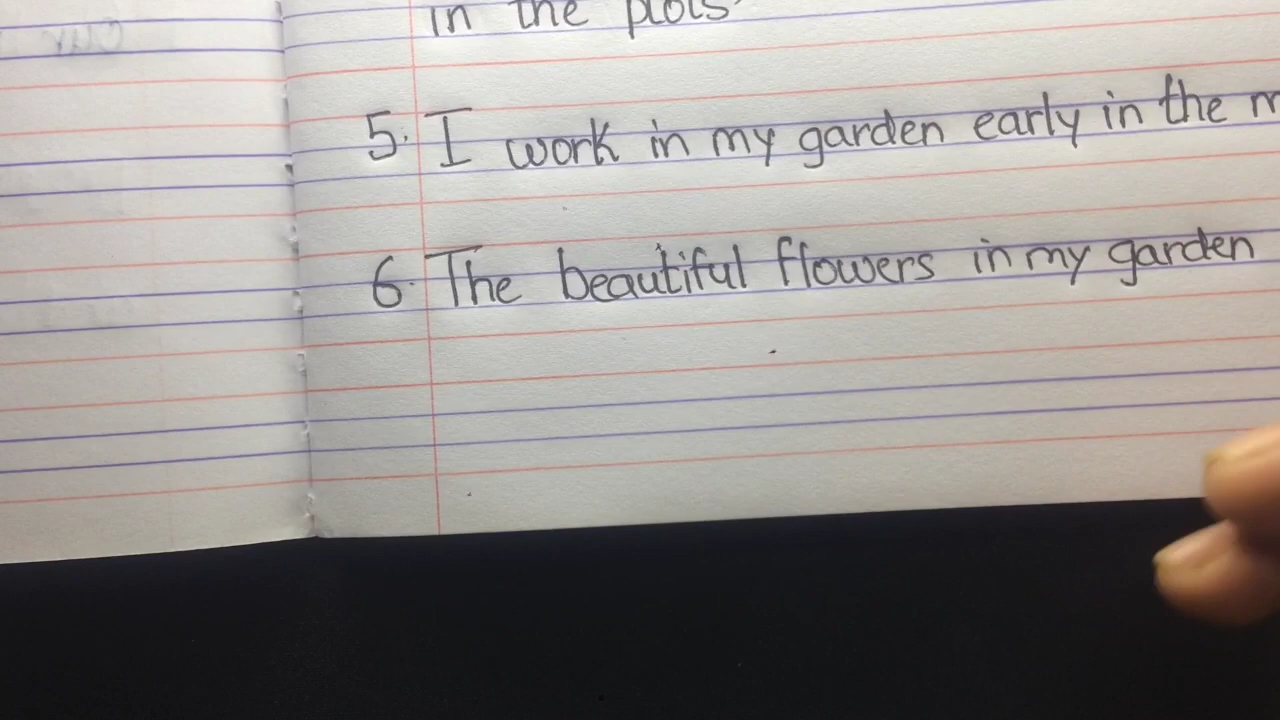 in the plots
5. I work in my garden early in the
6. The beautiful flowers in my garden